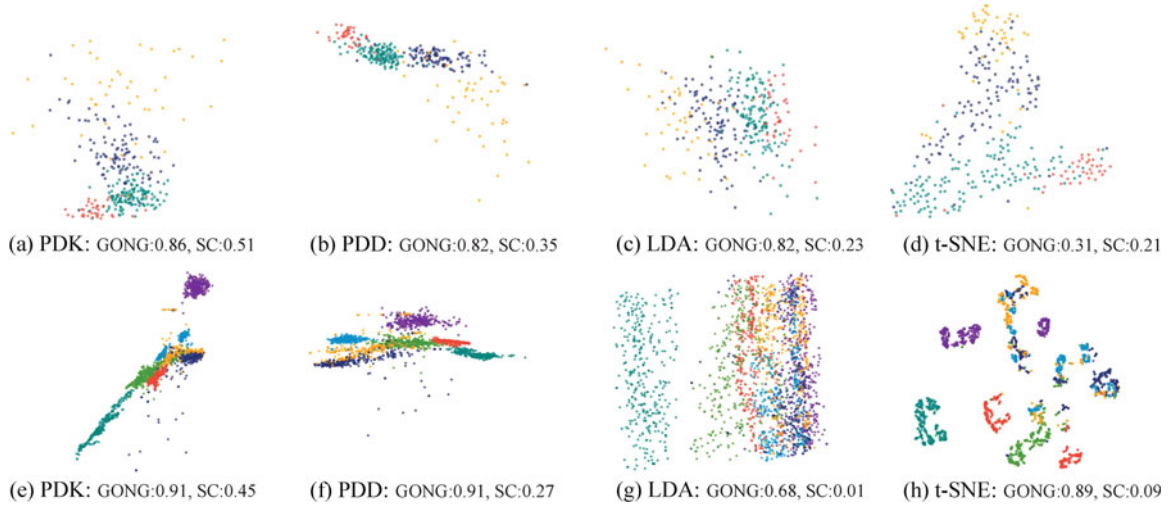 (a) PDK: GONG:0.86, SC:0.51
(b) PDD: GONG:0.82, SC:0.35
(c) LDA: GONG:0.82, SC:0.23
(d) t-SNE: GONG:0.31, SC:0.21
(e) PDK: GONG:0.91, SC:0.45
(f) PDD: GONG:0.91, SC:0.27
(g) LDA: GONG:0.68, SC:0.01
(h) t-SNE: GONG:0.89, SC:0.09